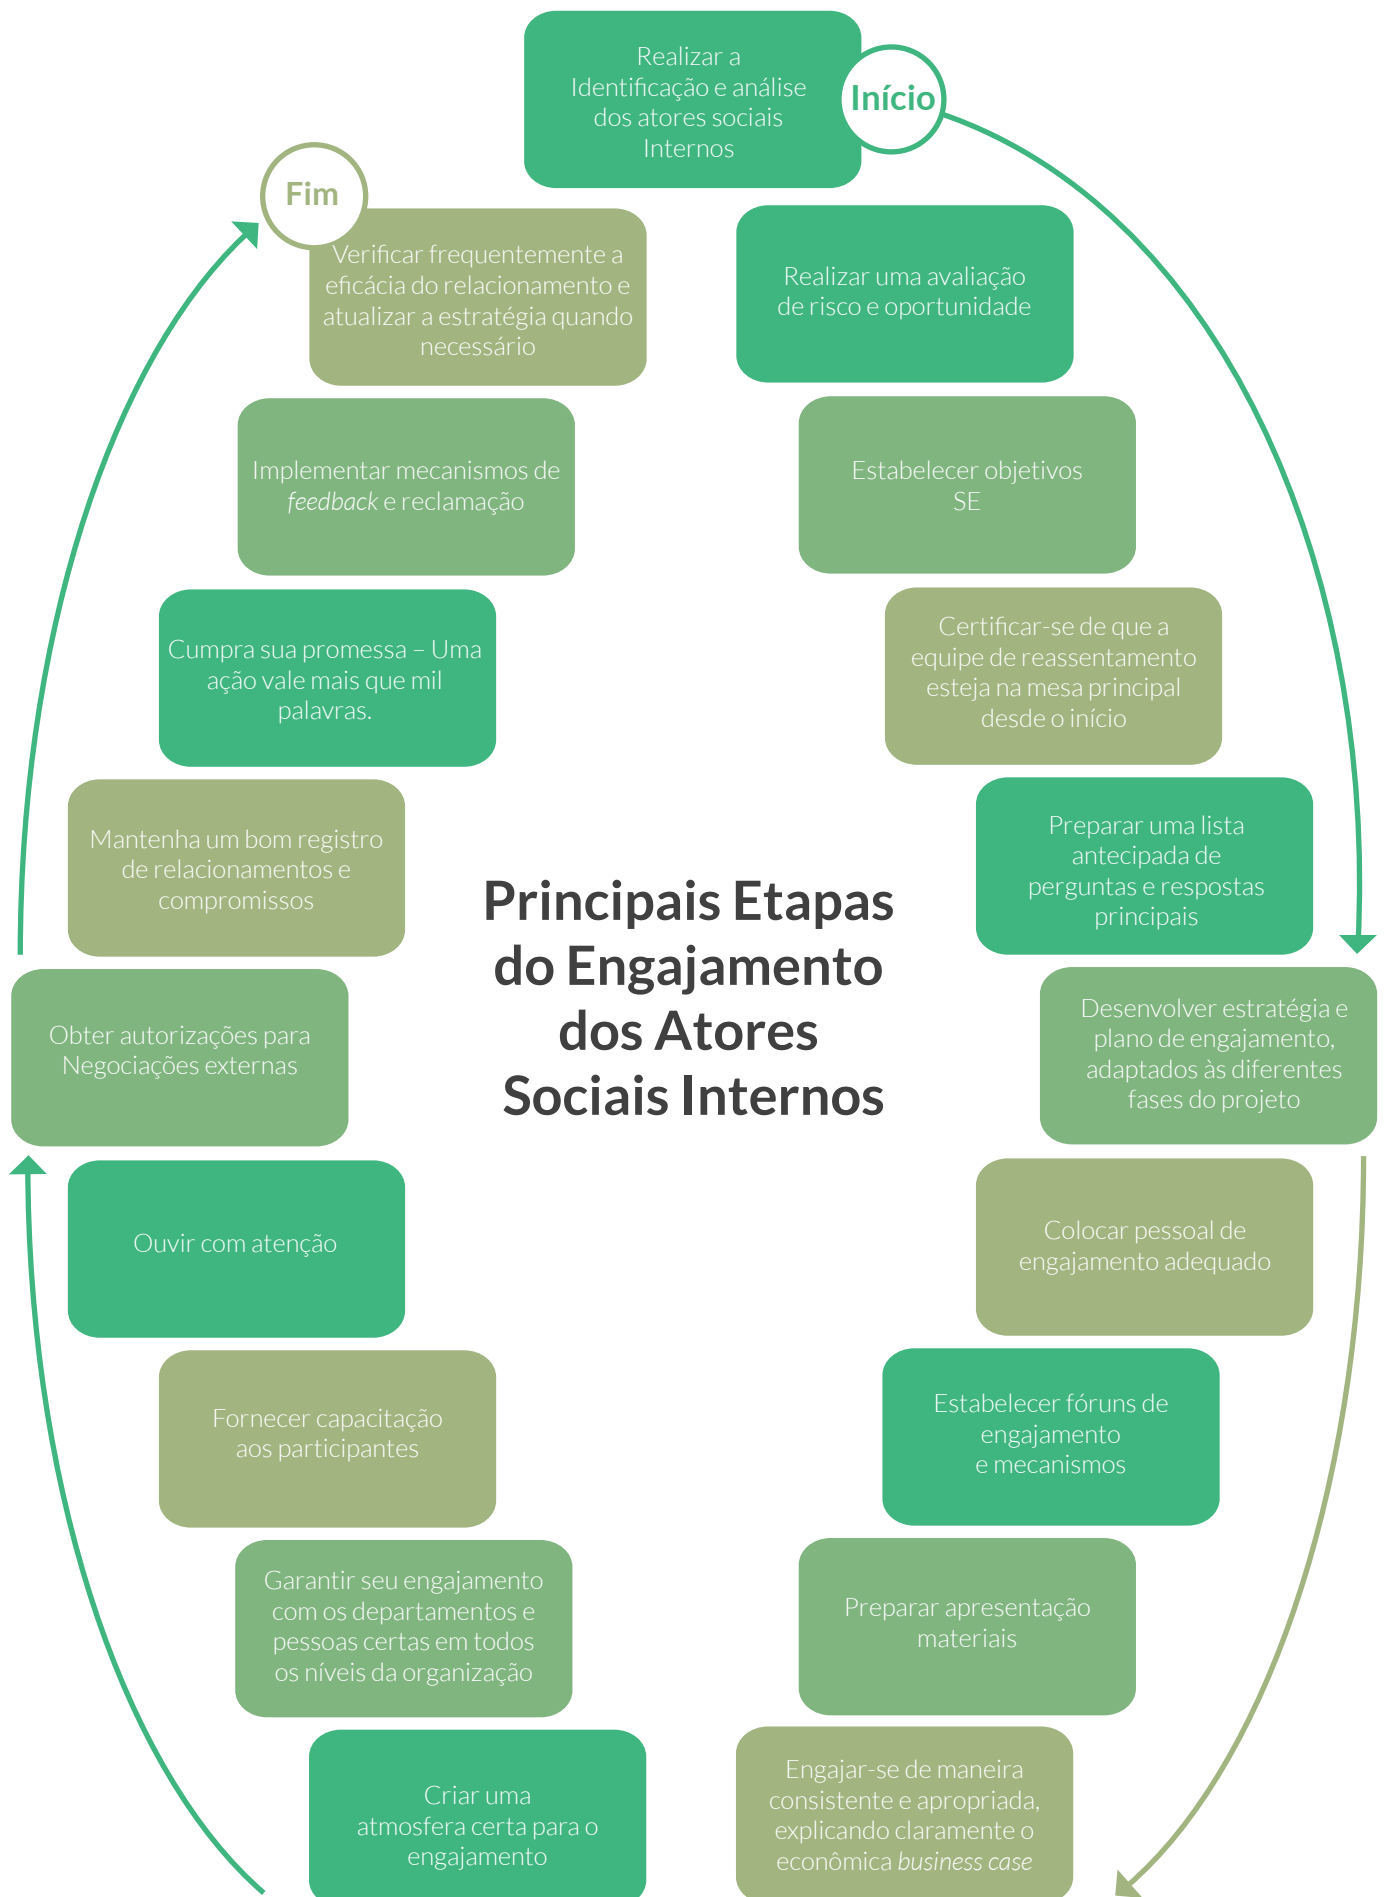 Realizar a
Identificação e análise
dos atores sociais
Internos
Início
Realizar uma avaliação
de risco e oportunidade
Estabelecer objetivos
SE
Certificar-se de que a
equipe de reassentamento
esteja na mesa principal
desde o início
Preparar uma lista
antecipada de
perguntas e respostas
principais
Desenvolver estratégia e
plano de engajamento,
adaptados às diferentes
fases do projeto
Colocar pessoal de
engajamento adequado
Estabelecer fóruns de
engajamento
e mecanismos
Preparar apresentação
materiais
Engajar-se de maneira
consistente e apropriada,
explicando claramente o
econômica business case
Criar uma
atmosfera certa para o
engajamento
Garantir seu engajamento
com os departamentos e
pessoas certas em todos
os níveis da organização
Fornecer capacitação
aos participantes
Ouvir com atenção
Obter autorizações para
Negociações externas
Mantenha um bom registro
de relacionamentos e
compromissos
Cumpra sua promessa – Uma
ação vale mais que mil
palavras.
Implementar mecanismos de
feedback e reclamação
Verificar frequentemente a
eficácia do relacionamento e
atualizar a estratégia quando
necessário
Fim
Principais Etapas
do Engajamento
dos Atores
Sociais Internos